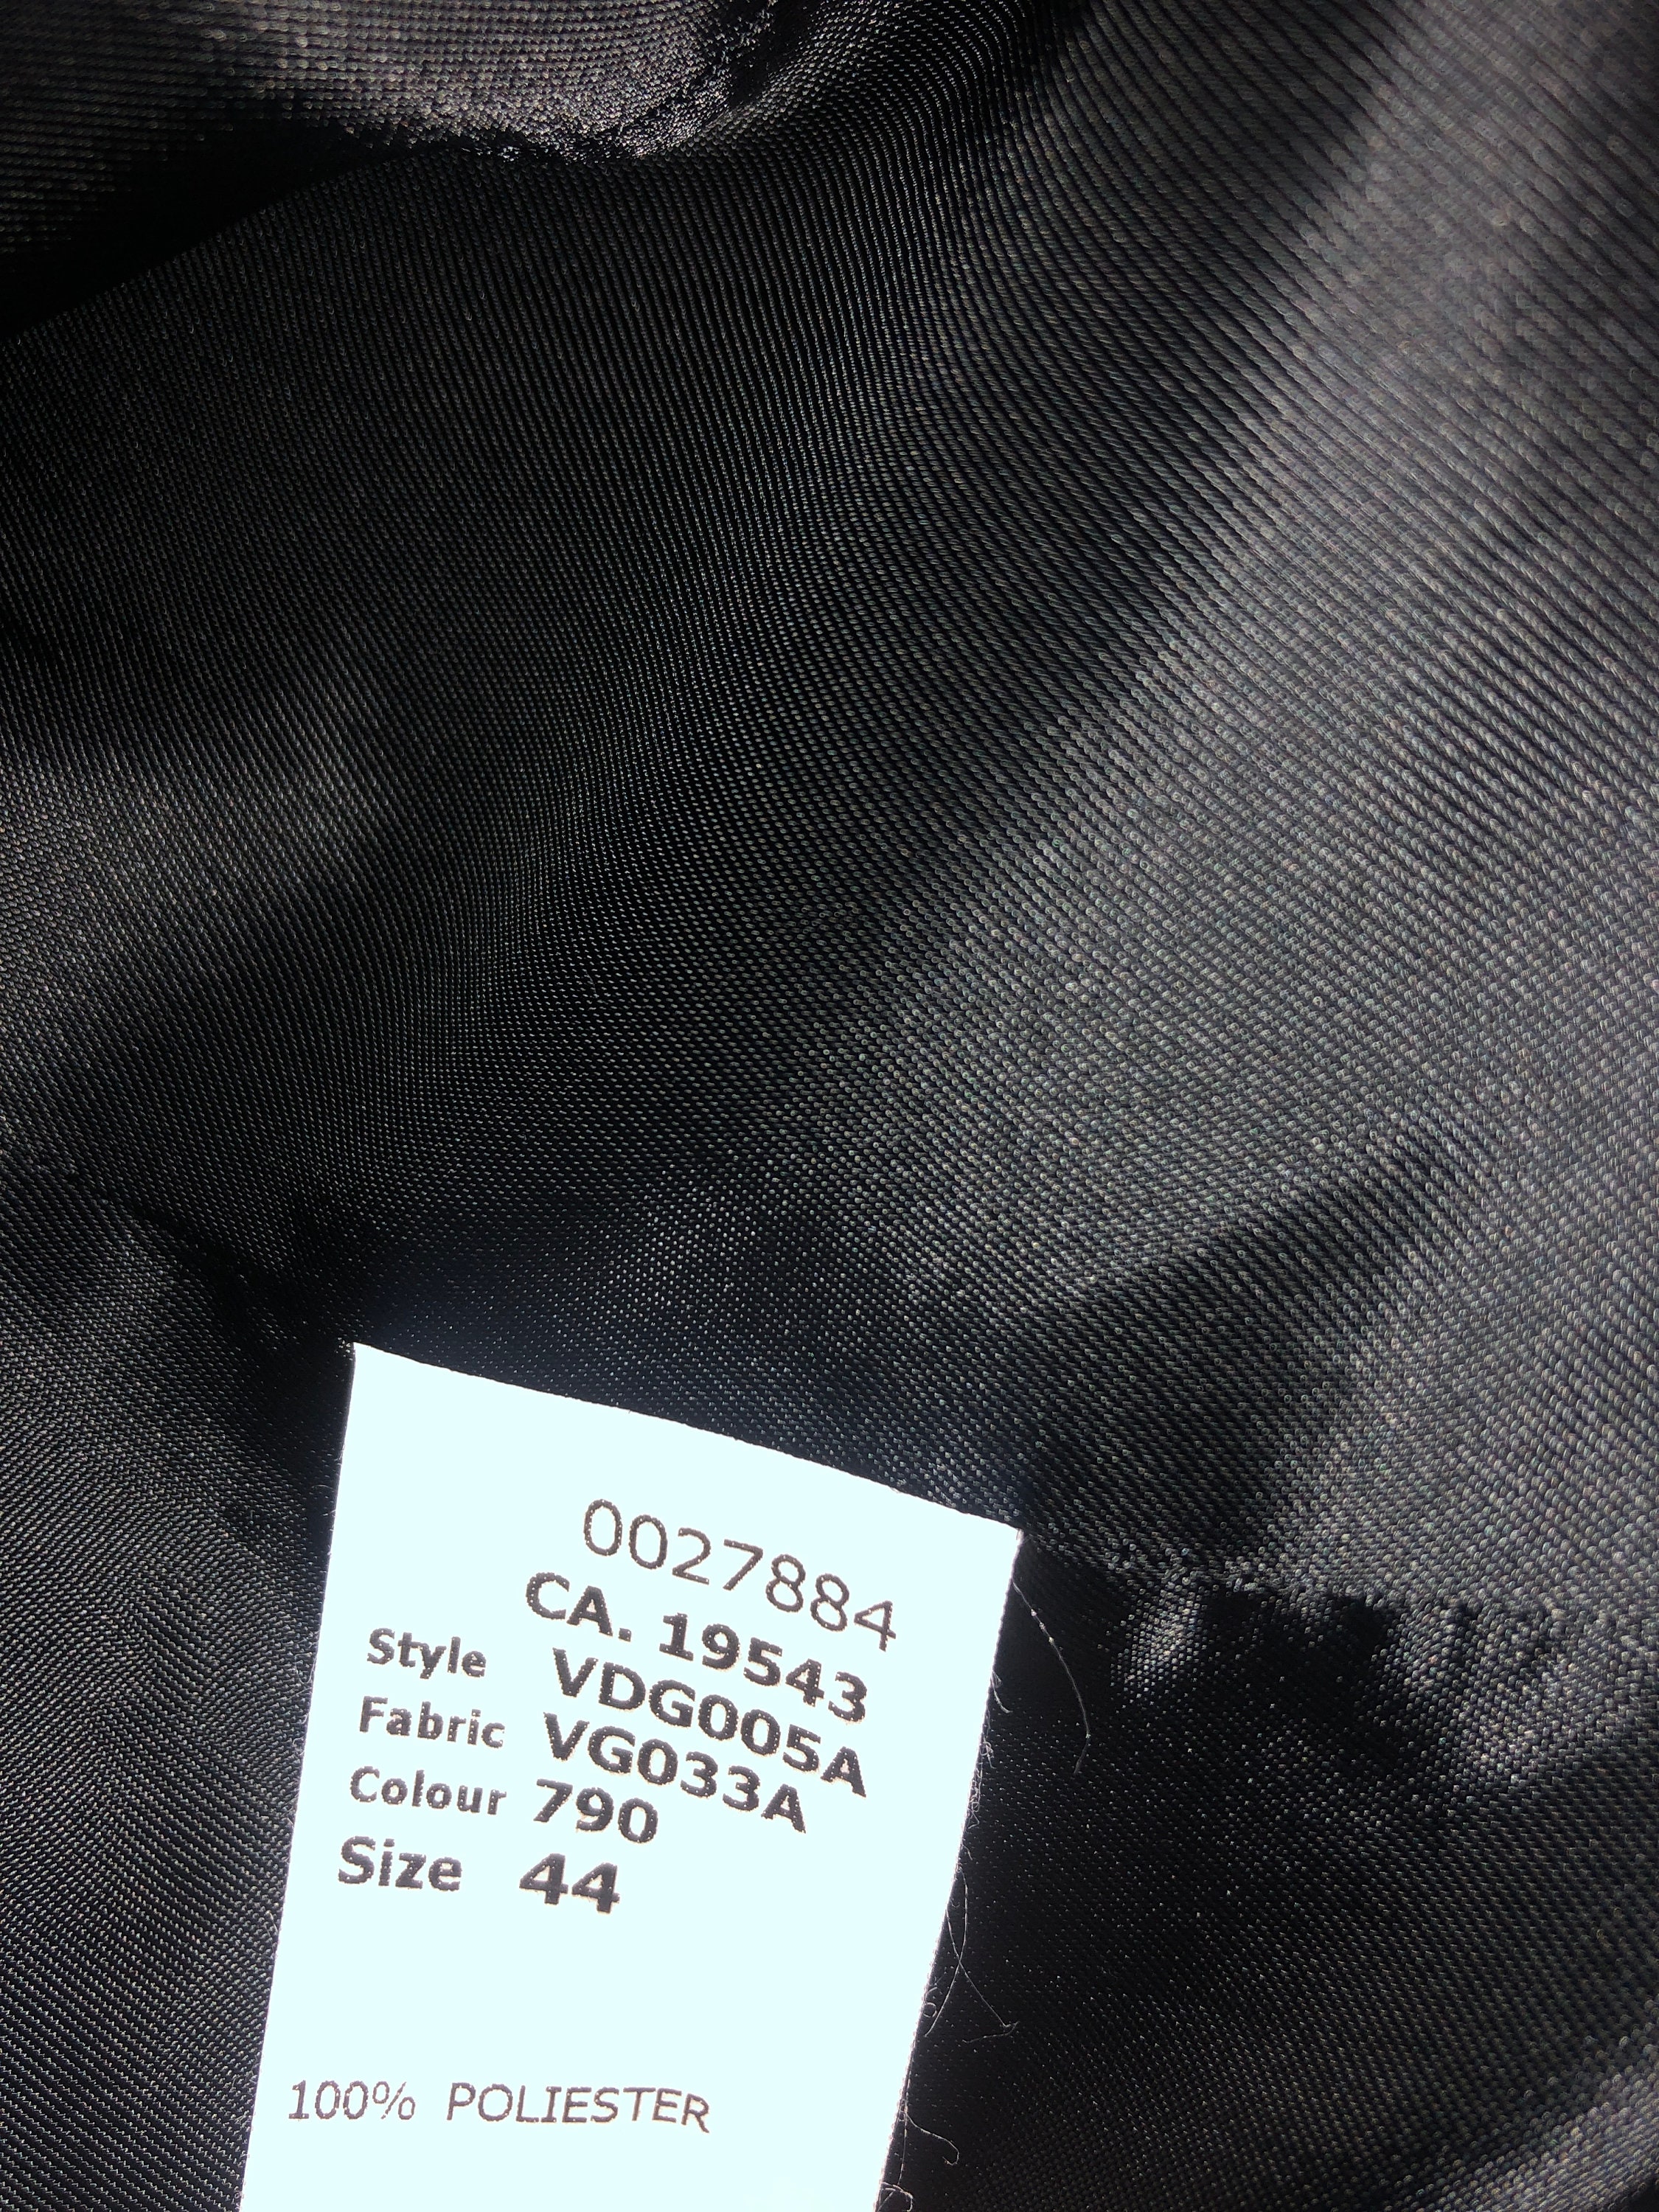 0027884
CA. 19543
Style VDG005A
Fabric VG033A
Colour 790
Size 44
100% POLIESTER